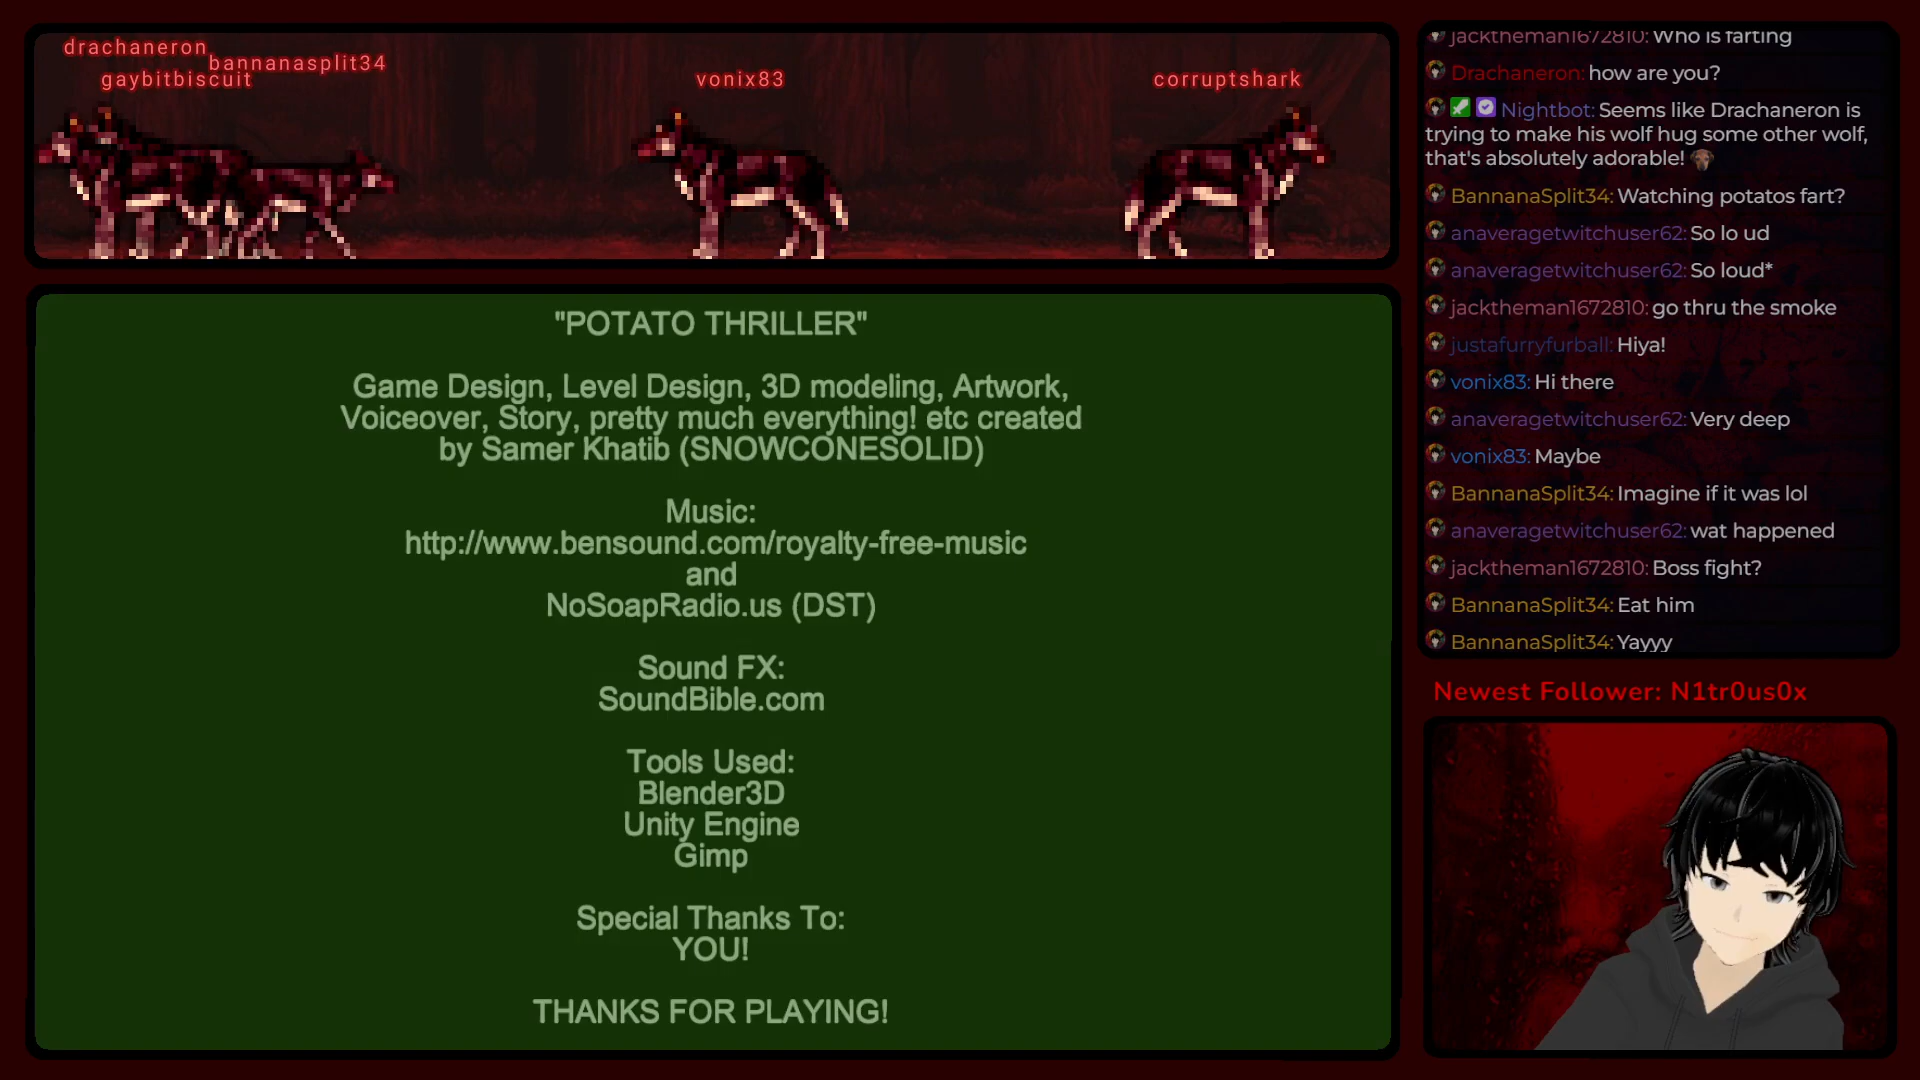 drachaneron
bannanasplit34
gaybitbiscuit
vonix83
corruptshark
"POTATO THRILLER"
Game Design, Level Design, 3D modeling, Artwork,
Voiceover, Story, pretty much everything! etc created
by Samer Khatib (SNOWCONESOLID)
Music:
http://www.bensound.com/royalty-free-music
and
NoSoapRadio.us (DST)
Sound FX:
SoundBible.com
Tools Used:
Blender3D
Unity Engine
Gimp
Special Thanks To:
YOU!
THANKS FOR PLAYING!
jacktheman1672810: Who is farting
Drachaneron: how are you?
Nightbot: Seems like Drachaneron is
trying to make his wolf hug some other wolf,
that's absolutely adorable!
BannanaSplit34: Watching potatos fart?
anaveragetwitchuser62: So lo ud
anaveragetwitchuser62: So loud*
jacktheman1672810: go thru the smoke
justafurryfurball: Hiya!
vonix83: Hi there
anaveragetwitchuser62: Very deep
vonix83: Maybe
BannanaSplit34: Imagine if it was lol
anaveragetwitchuser62: wat happened
jacktheman1672810: Boss fight?
BannanaSplit34: Eat him
BannanaSplit34: Yayyy
Newest Follower: N1tr0us0x